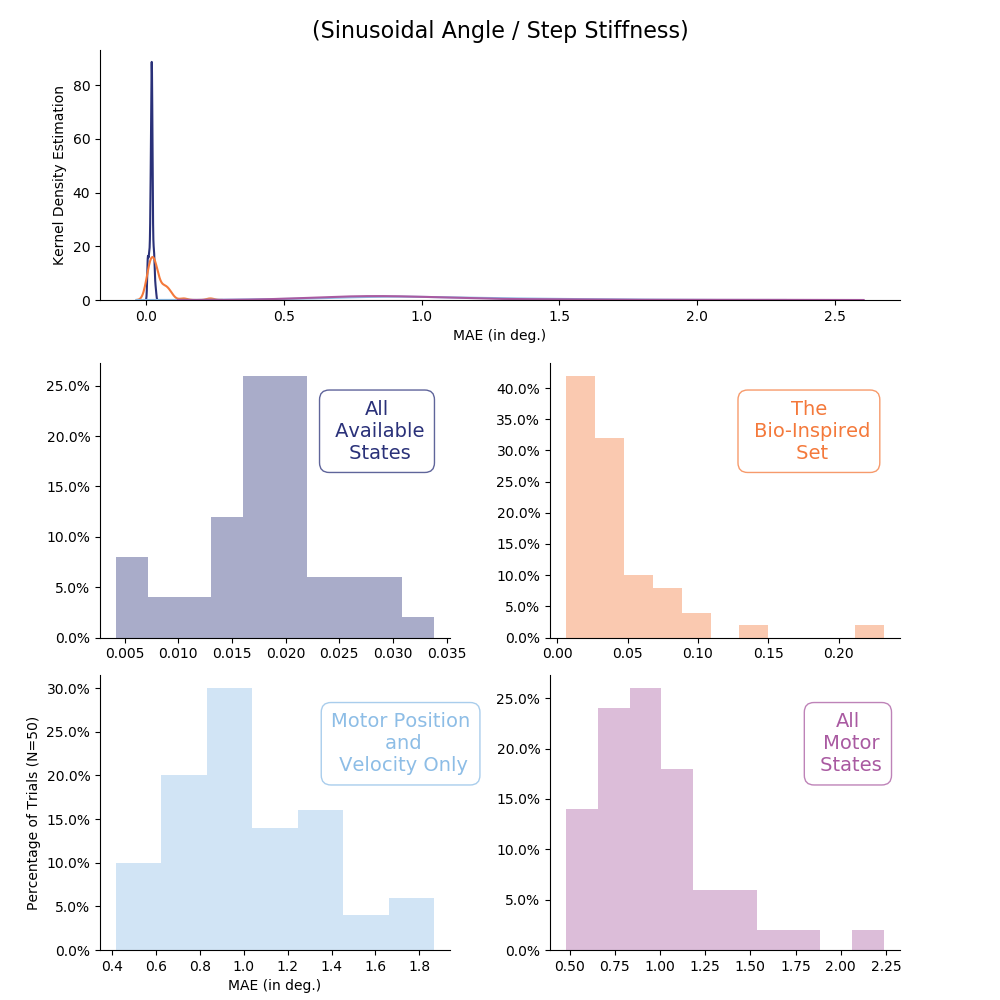 (Sinusoidal Angle / Step Stiffness)
Kernel Density Estimation
80
60
40
20
0
0.0 0.5 1.0 1.5 2.0 2.5
MAE (in deg.)
25.0%
20.0%
15.0%
10.0%
5.0%
0.0%
All
Available
States
0.005 0.010 0.015 0.020 0.025 0.030 0.035
40.0%
35.0%
30.0%
25.0%
20.0%
15.0%
10.0%
5.0%
0.0%
The
Bio-Inspired
Set
0.00 0.05 0.10 0.15 0.20
Percentage of Trials (N=50)
30.0%
25.0%
20.0%
15.0%
10.0%
5.0%
0.0%
Motor Position
and
Velocity Only
0.4 0.6 0.8 1.0 1.2 1.4 1.6 1.8
MAE (in deg.)
25.0%
20.0%
15.0%
10.0%
5.0%
0.0%
All
Motor
States
0.50 0.75 1.00 1.25 1.50 1.75 2.00 2.25